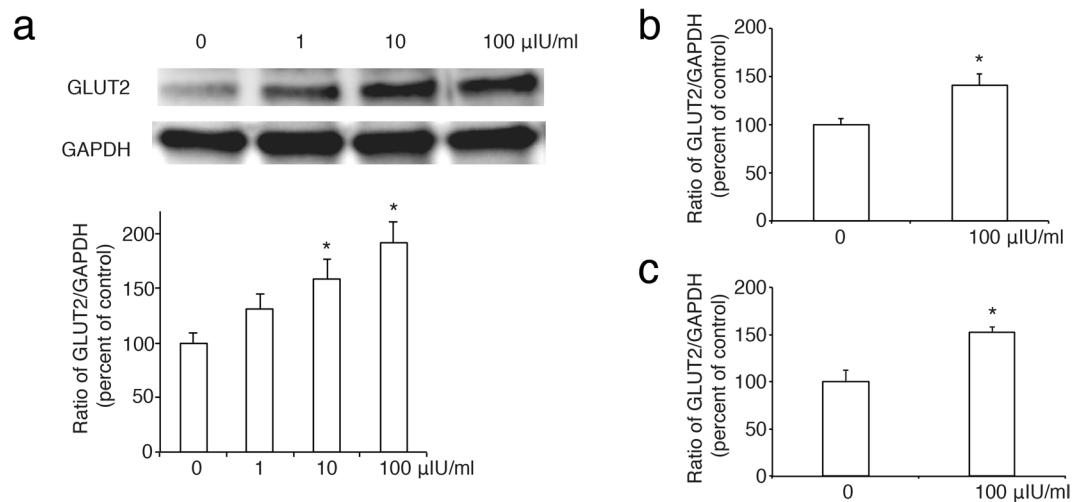 a
0 1 10 100 µIU/ml
GLUT2
GAPDH
Ratio of GLUT2/GAPDH
(percent of control)
200
*
*
150
100
50
0
0 1 10 100 µIU/ml
b
Ratio of GLUT2/GAPDH
(percent of control)
200
150
*
100
50
0
0 100 µIU/ml
c
Ratio of GLUT2/GAPDH
(percent of control)
200
*
150
100
50
0
0 100 µIU/ml